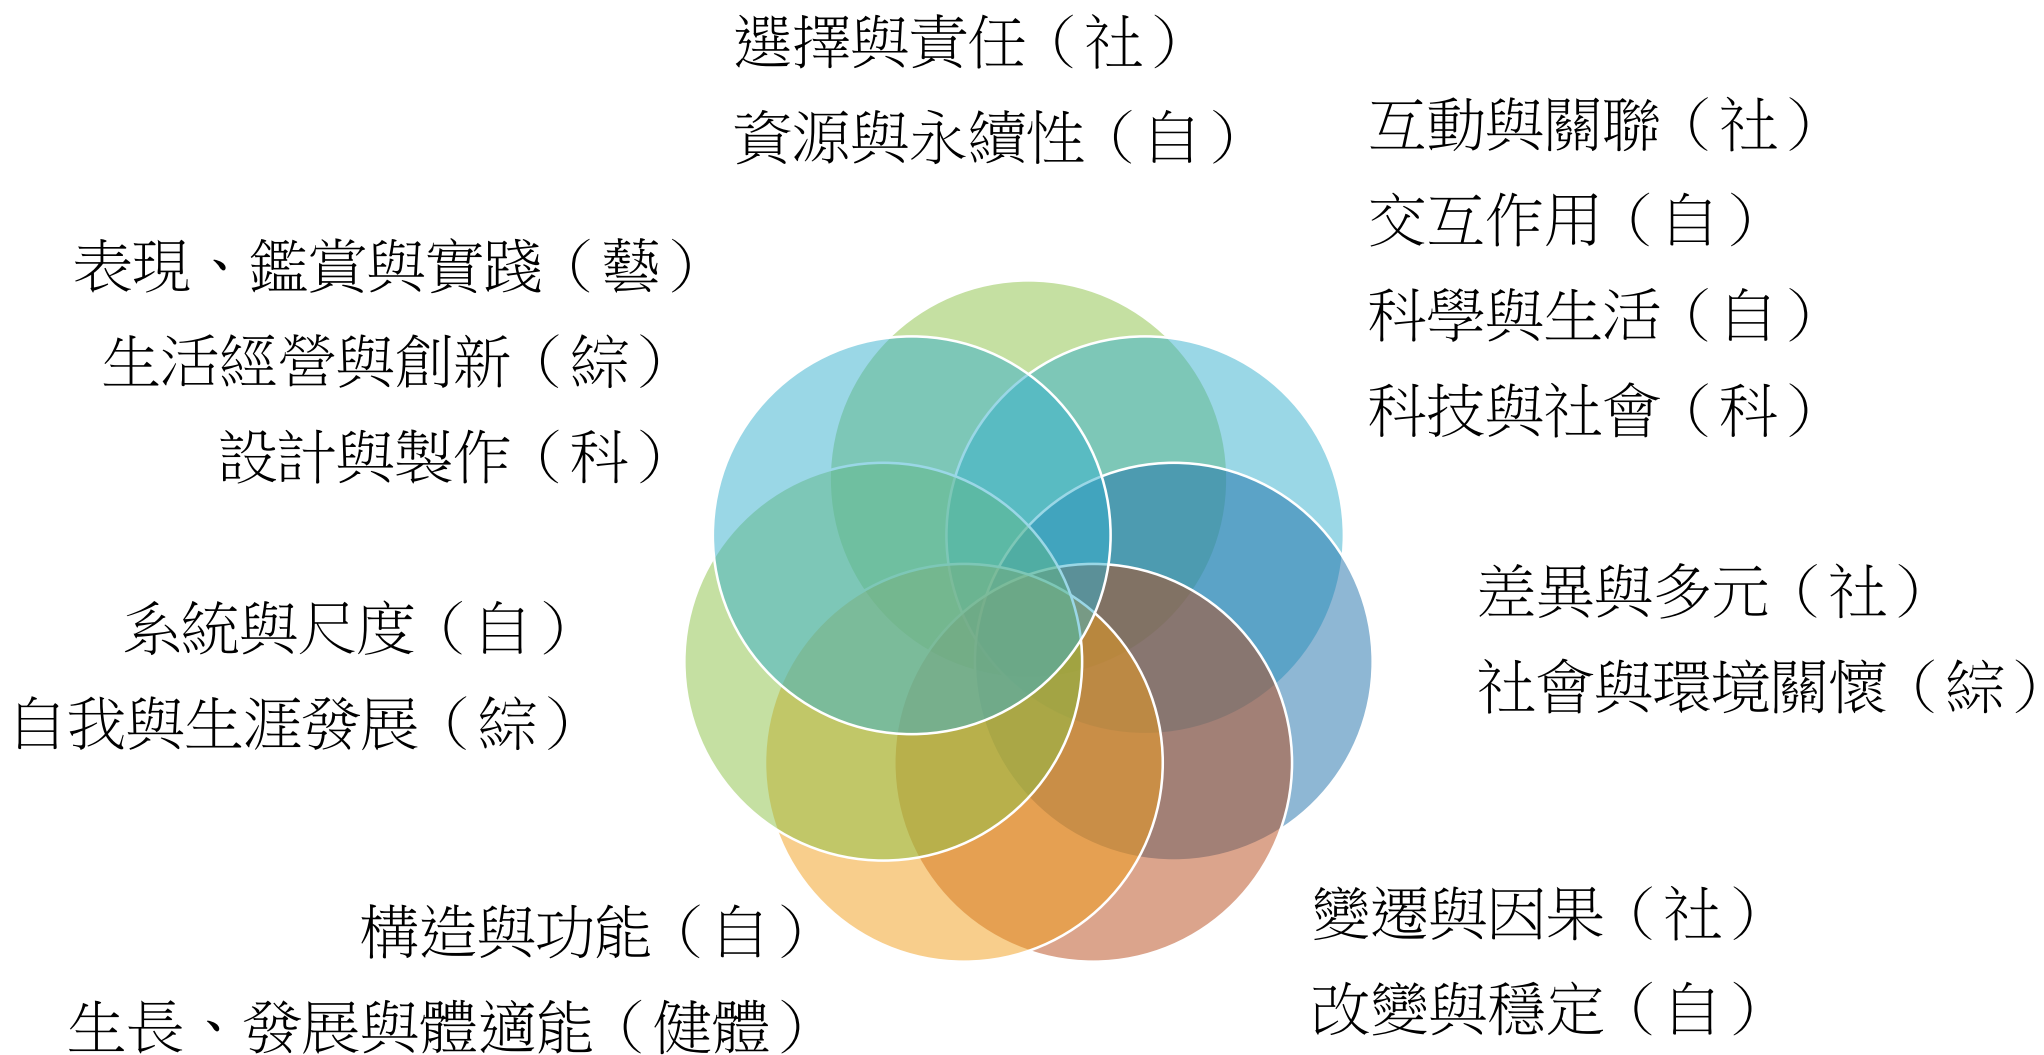 選擇與責任（社）
資源與永續性（自）
互動與關聯（社）
交互作用（自）
科學與生活（自）
科技與社會（科）
差異與多元（社）
社會與環境關懷（綜）
變遷與因果（社）
改變與穩定（自）
構造與功能（自）
生長、發展與體適能（健體）
系統與尺度（自）
自我與生涯發展（綜）
表現、鑑賞與實踐（藝）
生活經營與創新（綜）
設計與製作（科）